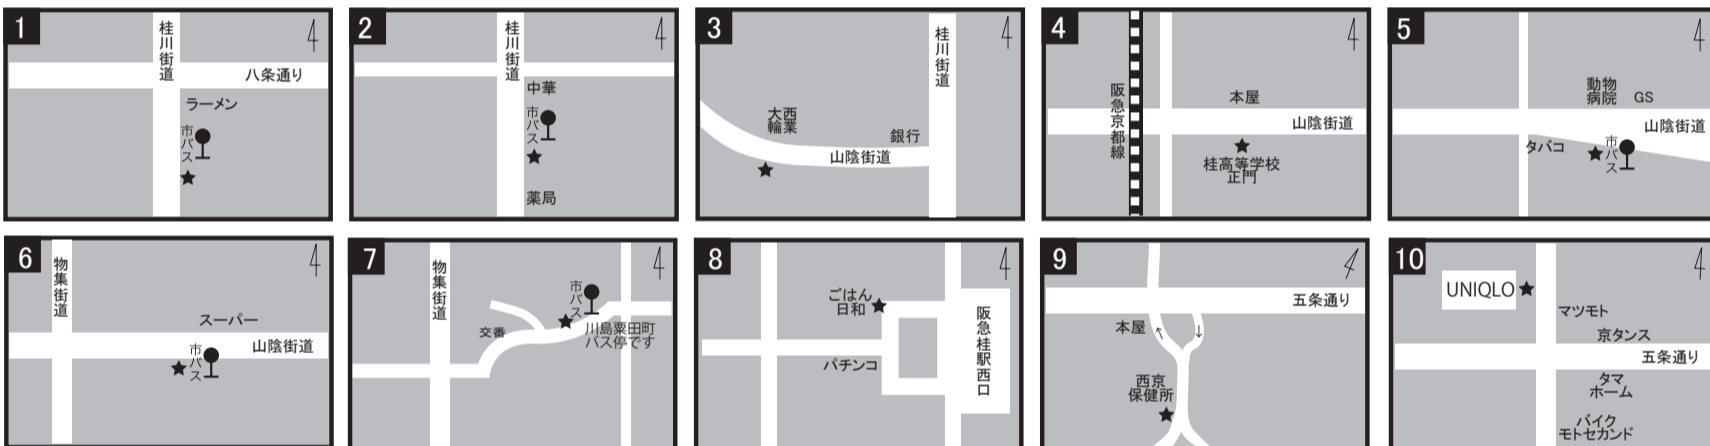 1
桂川街道
八条通り
ラーメン
市バス
2
桂川街道
中華
市バス
薬局
3
桂川街道
大西
輪業
銀行
山陰街道
4
阪急京都線
本屋
山陰街道
桂高等学校
正門
5
動物
病院
GS
山陰街道
タバコ
市バス
6
物集街道
スーパー
山陰街道
市バス
7
物集街道
市バス
交番
川島粟田町
バス停です
8
ごはん
日和
阪急桂駅西口
パチンコ
9
五条通り
本屋
西京
保健所
10
UNIQLO
マツモト
京タンス
五条通り
タマ
ホーム
バイク
モトセカンド